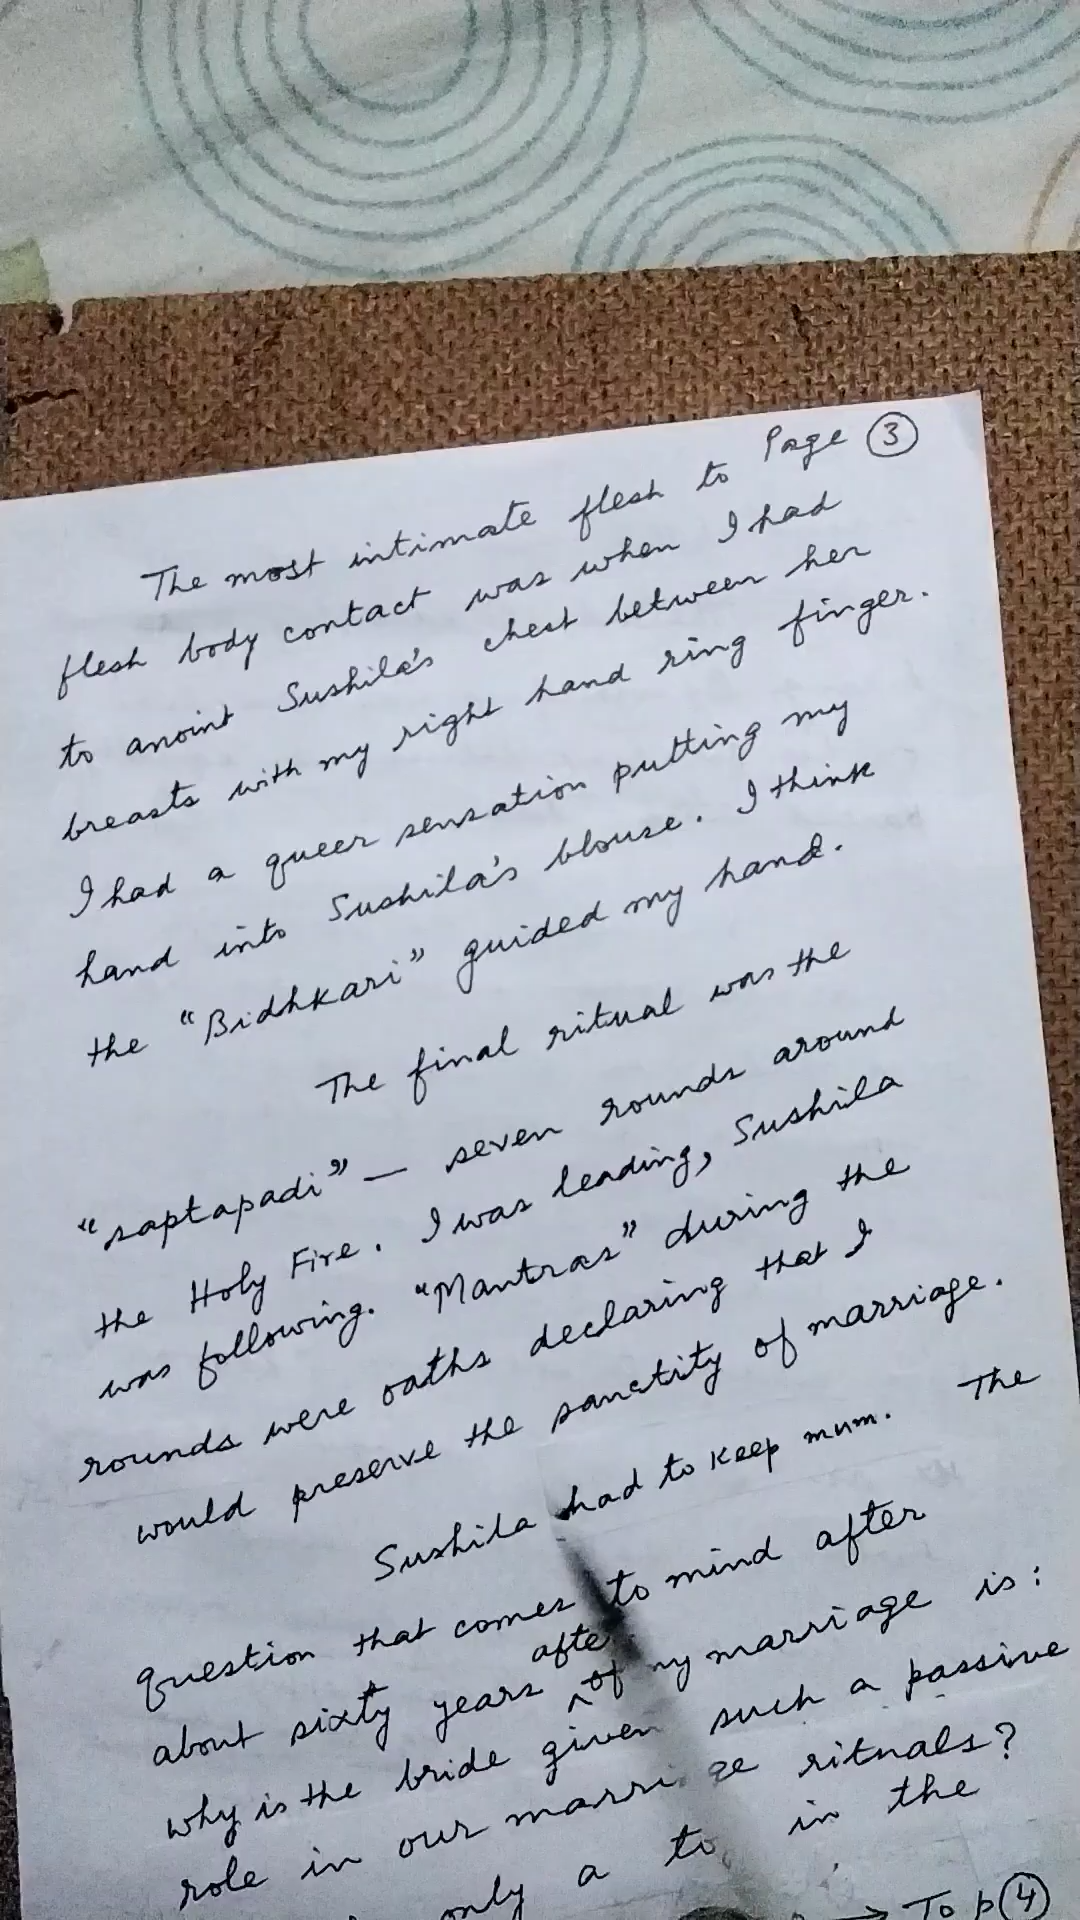 Page 3
The most intimate flesh to
flesh body contact was when I had
to anoint Sushila's chest between her
breasts with my right hand ring finger.
I had a queer sensation putting my
hand into Sushila's blouse. I think
the "Bidhkari" guided my hand.
The final ritual was the
"saptapadi" — seven rounds around
the Holy Fire. I was leading, Sushila
was following. "Mantras" during the
rounds were oaths declaring that I
would preserve the sanctity of marriage.
Sushila had to keep mum. The
question that comes to mind after
about sixty years after of my marriage is:
why is the bride given such a passive
role in our marriage rituals?
only a to in the
→ To p 4